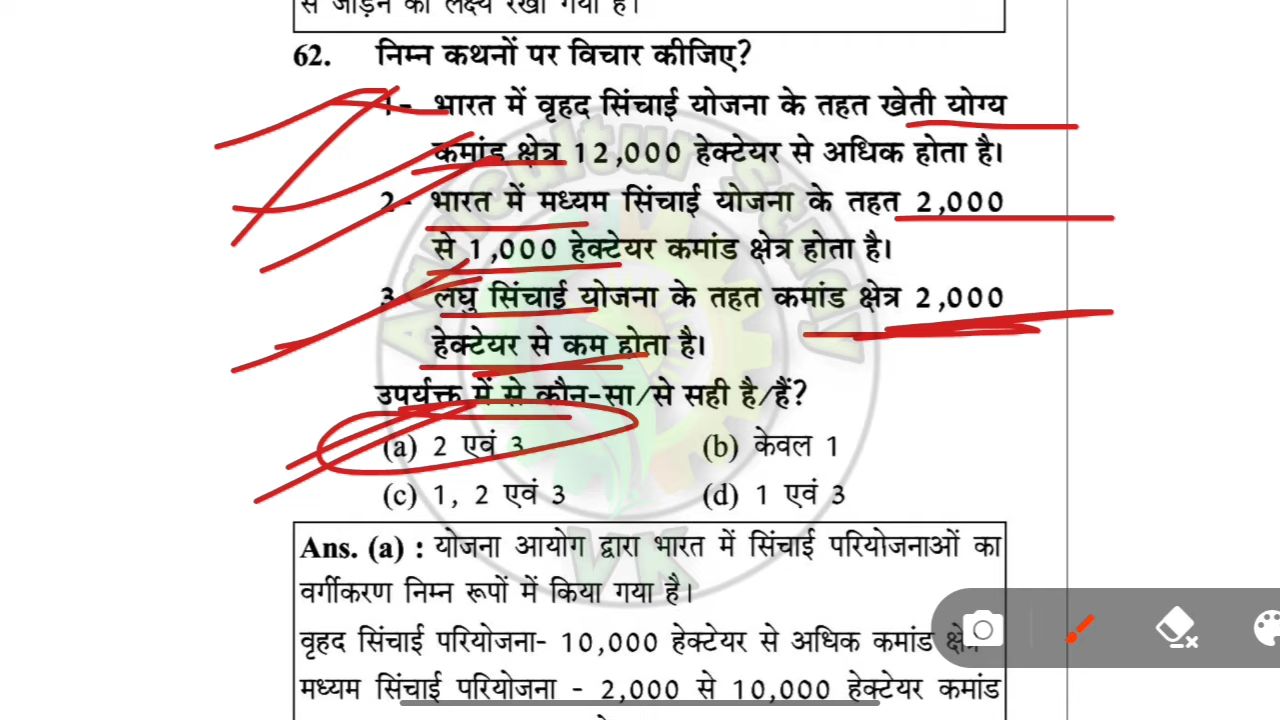 से जोड़ने का लक्ष्य रखा गया है।
62. निम्न कथनों पर विचार कीजिए?
1- भारत में वृहद सिंचाई योजना के तहत खेती योग्य
कमांड क्षेत्र 12,000 हेक्टेयर से अधिक होता है।
2- भारत में मध्यम सिंचाई योजना के तहत 2,000
से 1,000 हेक्टेयर कमांड क्षेत्र होता है।
3 लघु सिंचाई योजना के तहत कमांड क्षेत्र 2,000
हेक्टेयर से कम होता है।
उपर्यक्त में से कौन-सा/से सही है/हैं?
(a) 2 एवं 3 (b) केवल 1
(c) 1, 2 एवं 3 (d) 1 एवं 3
Agricultur Study
VK
Ans. (a) : योजना आयोग द्वारा भारत में सिंचाई परियोजनाओं का
वर्गीकरण निम्न रूपों में किया गया है।
वृहद सिंचाई परियोजना- 10,000 हेक्टेयर से अधिक कमांड
मध्यम सिंचाई परियोजना - 2,000 से 10,000 हेक्टेयर कमांड